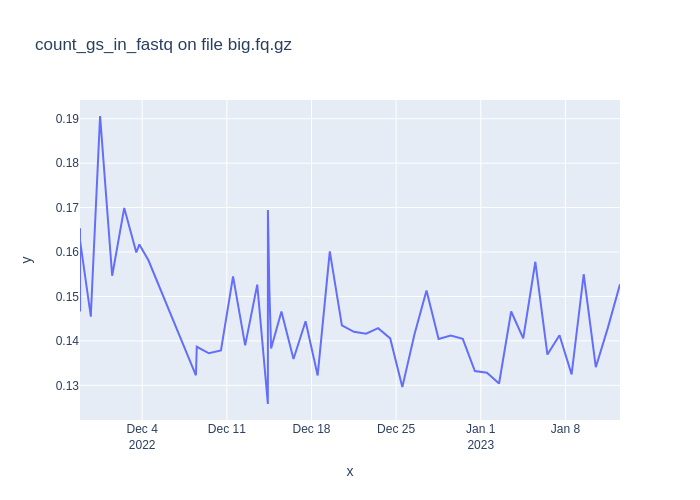 count_gs_in_fastq on file big.fq.gz
0.19
0.18
0.17
0.16
0.15
0.14
0.13
y
Dec 4
2022
Dec 11
Dec 18
Dec 25
Jan 1
2023
Jan 8
x